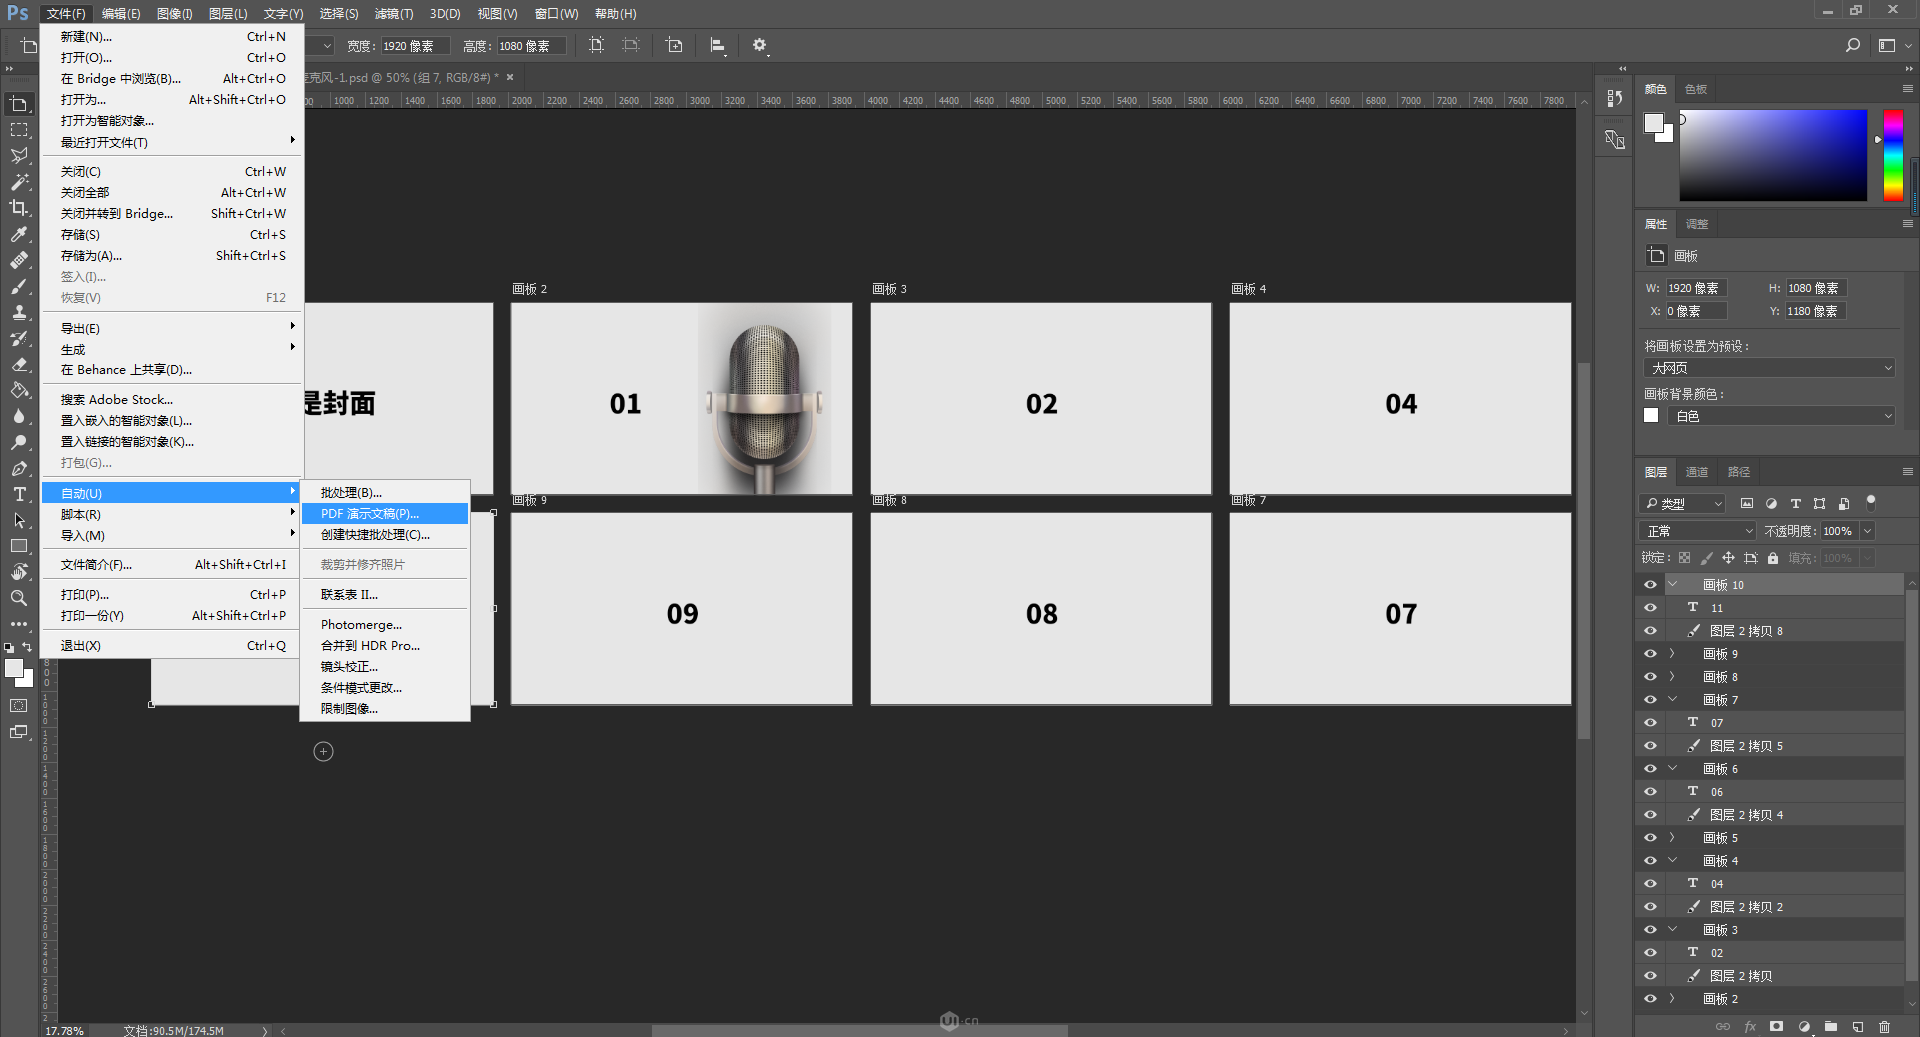 Ps 文件(F) 编辑(E) 图像(I) 图层(L) 文字(Y) 选择(S) 滤镜(T) 3D(D) 视图(V) 窗口(W) 帮助(H)
宽度: 1920 像素 高度: 1080 像素
克风-1.psd @ 50% (组 7, RGB/8#) * ×
1000 1200 1400 1600 1800 2000 2200 2400 2600 2800 3000 3200 3400 3600 3800 4000 4200 4400 4600 4800 5000 5200 5400 5600 5800 6000 6200 6400 6600 6800 7000 7200 7400 7600 7800
新建(N)... Ctrl+N
打开(O)... Ctrl+O
在 Bridge 中浏览(B)... Alt+Ctrl+O
打开为... Alt+Shift+Ctrl+O
打开为智能对象...
最近打开文件(T)
关闭(C) Ctrl+W
关闭全部 Alt+Ctrl+W
关闭并转到 Bridge... Shift+Ctrl+W
存储(S) Ctrl+S
存储为(A)... Shift+Ctrl+S
签入(I)...
恢复(V) F12
导出(E)
生成
在 Behance 上共享(D)...
搜索 Adobe Stock...
置入嵌入的智能对象(L)...
置入链接的智能对象(K)...
打包(G)...
自动(U)
脚本(R)
导入(M)
文件简介(F)... Alt+Shift+Ctrl+I
打印(P)... Ctrl+P
打印一份(Y) Alt+Shift+Ctrl+P
退出(X) Ctrl+Q
批处理(B)...
PDF 演示文稿(P)...
创建快捷批处理(C)...
裁剪并修齐照片
联系表 II...
Photomerge...
合并到 HDR Pro...
镜头校正...
条件模式更改...
限制图像...
画板 2
画板 3
画板 4
是封面
01
02
04
画板 9
画板 8
画板 7
09
08
07
颜色 色板
属性 调整
画板
W: 1920 像素 H: 1080 像素
X: 0 像素 Y: 1180 像素
将画板设置为预设:
大网页
画板背景颜色:
白色
图层 通道 路径
类型
正常 不透明度: 100%
锁定: 填充: 100%
画板 10
T 11
图层 2 拷贝 8
画板 9
画板 8
画板 7
T 07
图层 2 拷贝 5
画板 6
T 06
图层 2 拷贝 4
画板 5
画板 4
T 04
图层 2 拷贝 2
画板 3
T 02
图层 2 拷贝
画板 2
fx
17.78% 文档:90.5M/174.5M
UI.cn